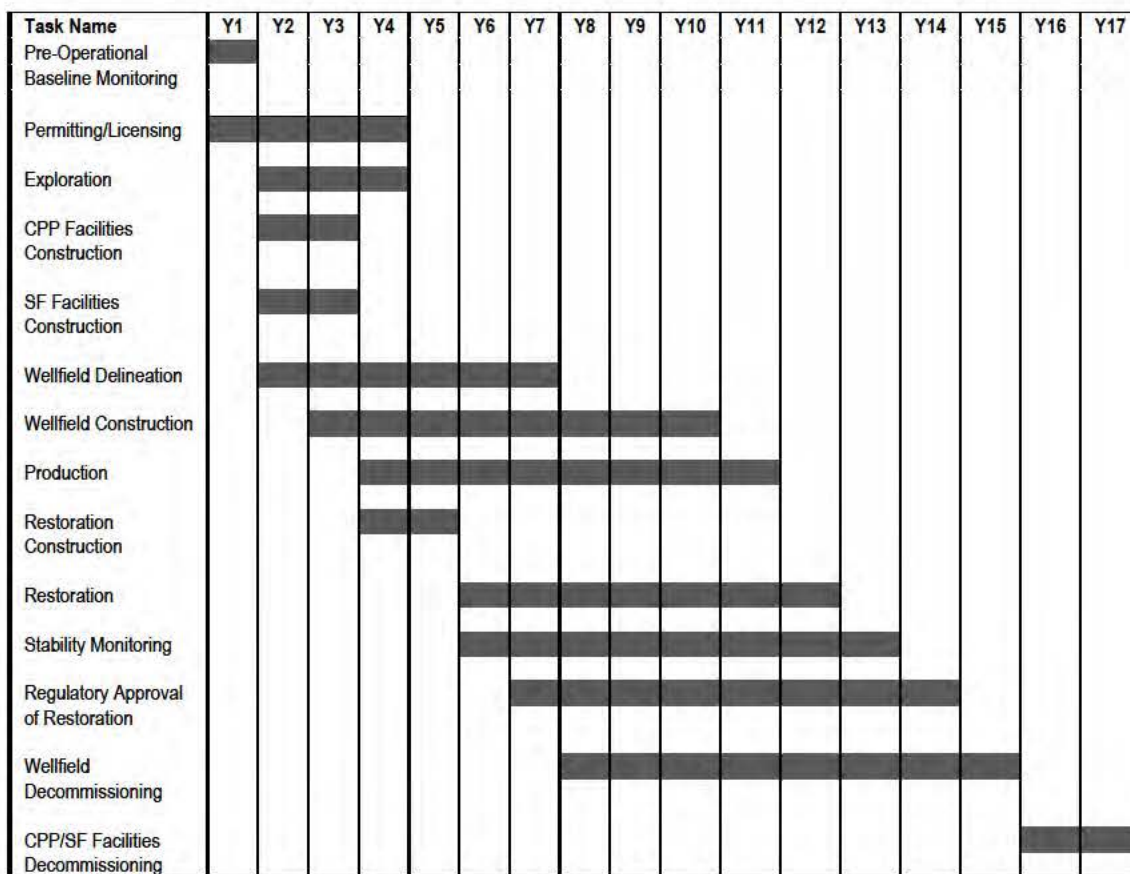 Task Name Y1 Y2 Y3 Y4 Y5 Y6 Y7 Y8 Y9 Y10 Y11 Y12 Y13 Y14 Y15 Y16 Y17
Pre-Operational
Baseline Monitoring
Permitting/Licensing
Exploration
CPP Facilities
Construction
SF Facilities
Construction
Wellfield Delineation
Wellfield Construction
Production
Restoration
Construction
Restoration
Stability Monitoring
Regulatory Approval
of Restoration
Wellfield
Decommissioning
CPP/SF Facilities
Decommissioning